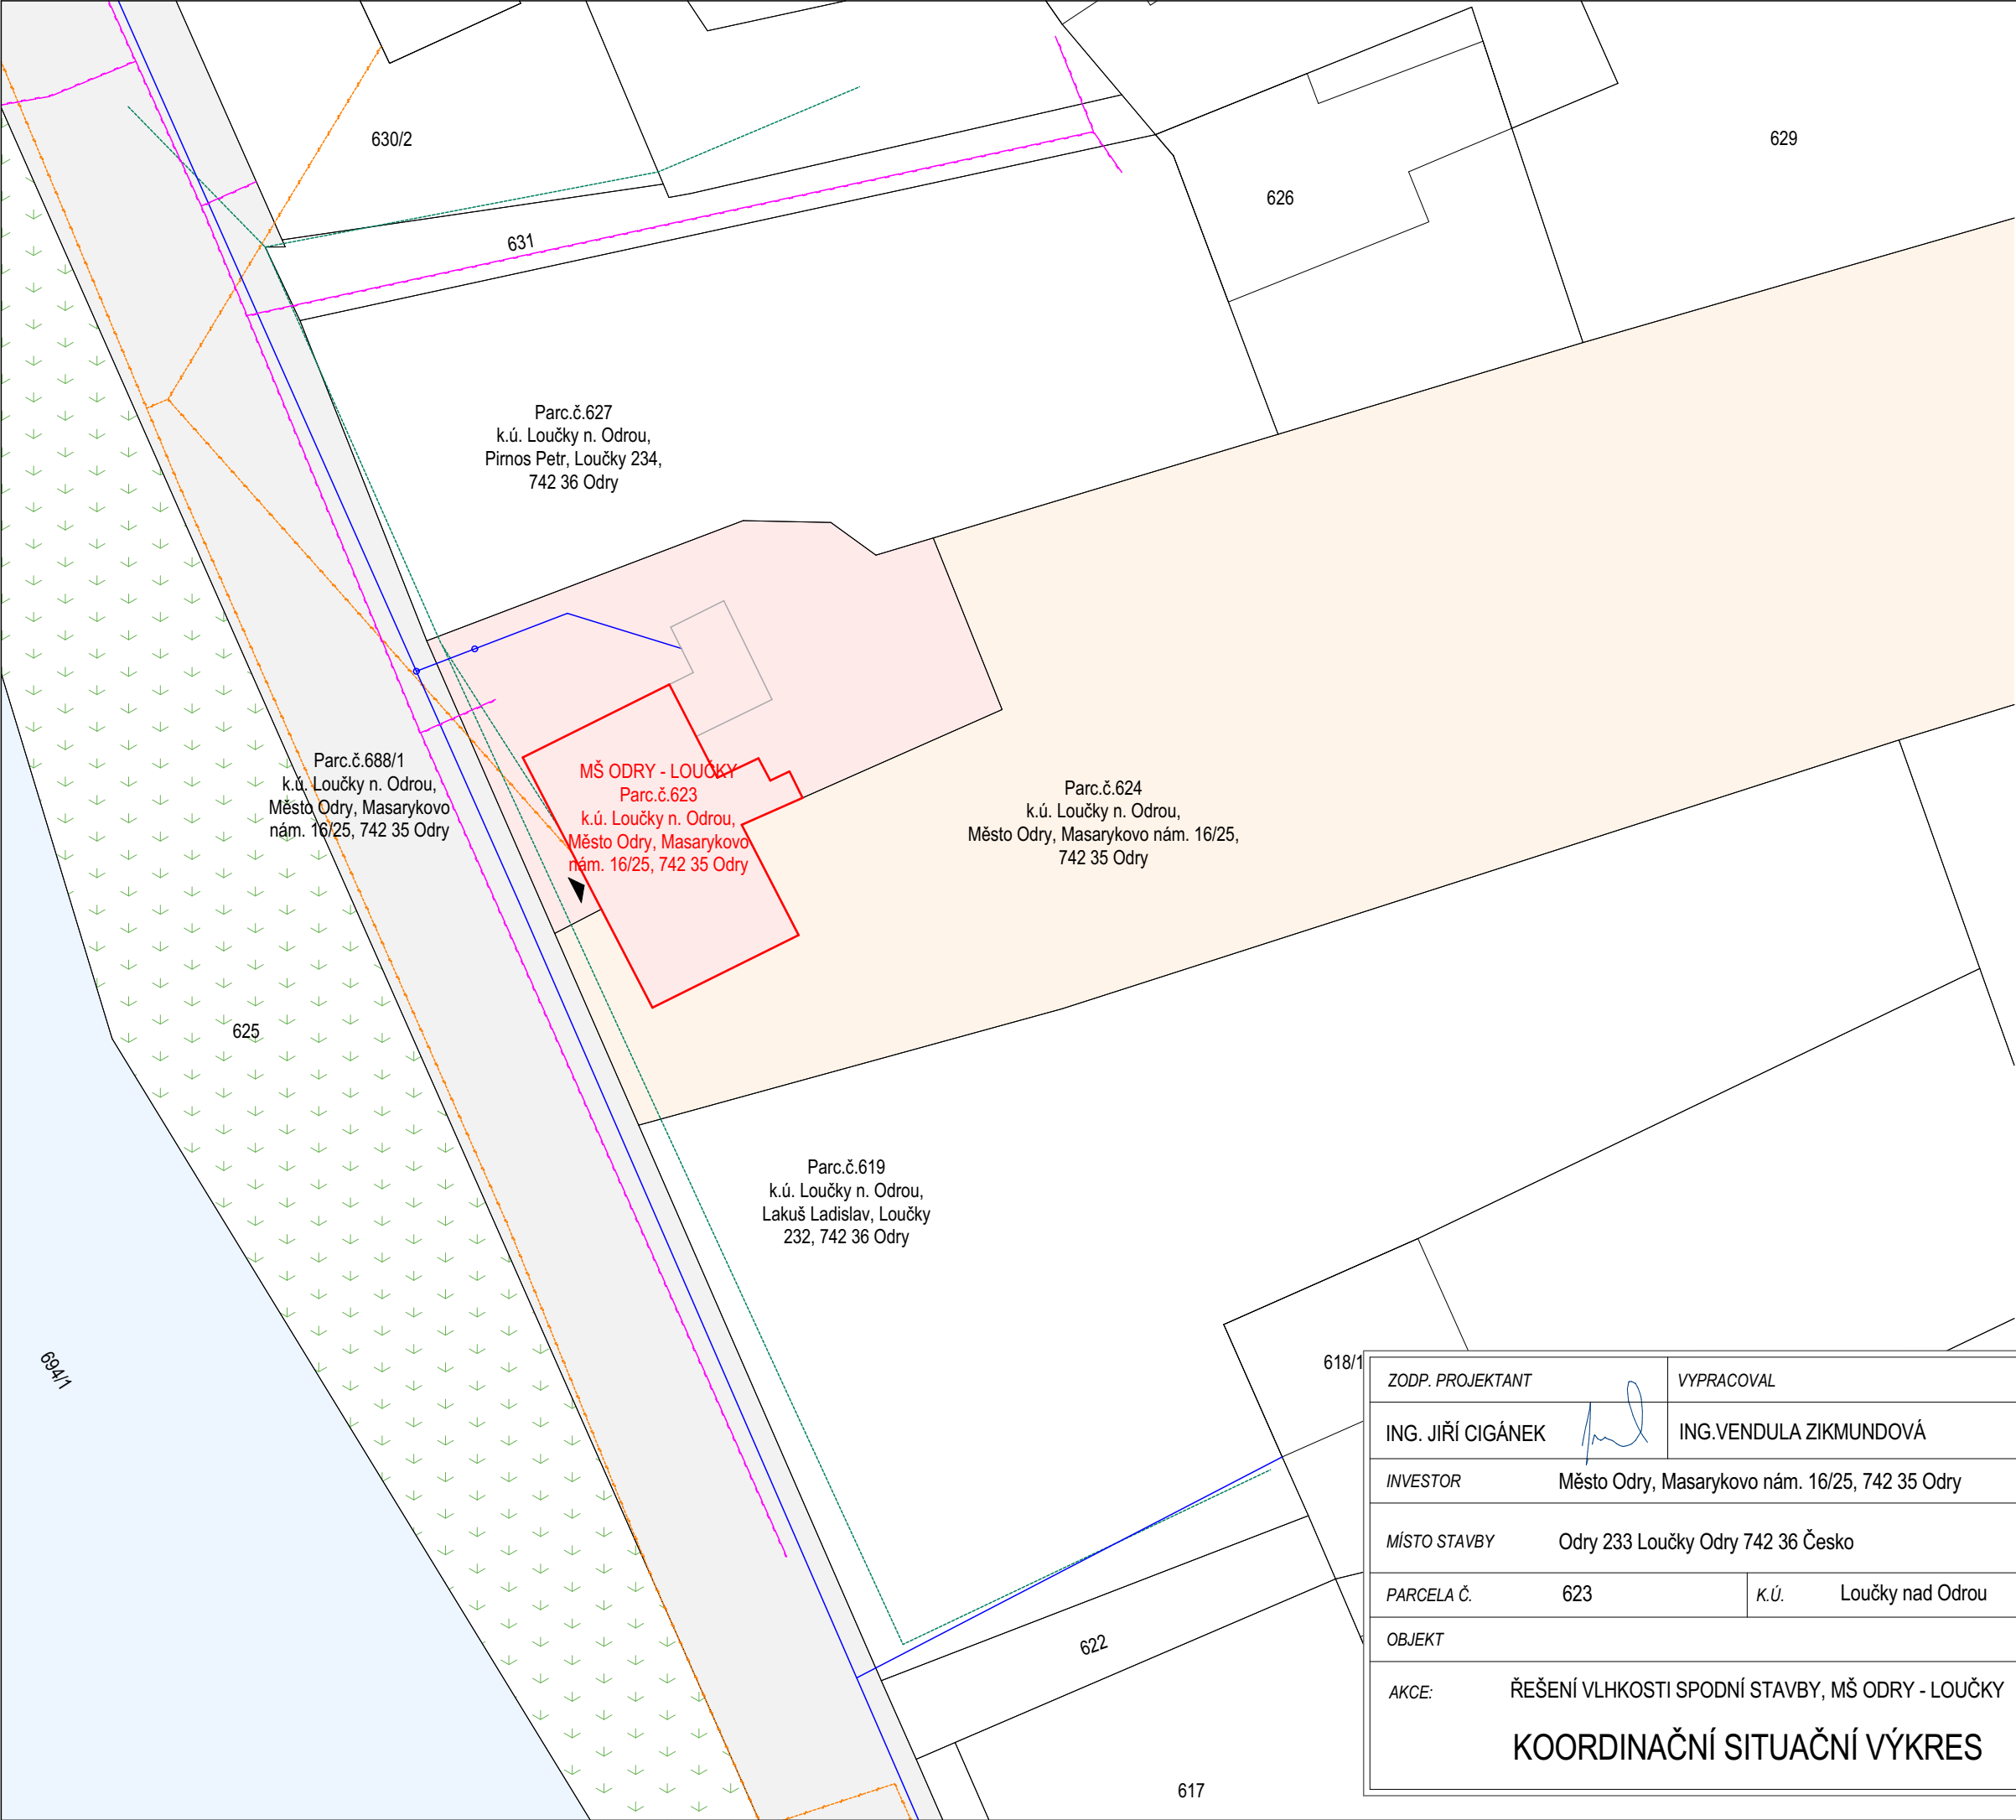 630/2
629
626
631
Parc.č.627
k.ú. Loučky n. Odrou,
Pirnos Petr, Loučky 234,
742 36 Odry
Parc.č.688/1
k.ú. Loučky n. Odrou,
Město Odry, Masarykovo
nám. 16/25, 742 35 Odry
MŠ ODRY - LOUČKY
Parc.č.623
k.ú. Loučky n. Odrou,
Město Odry, Masarykovo
nám. 16/25, 742 35 Odry
Parc.č.624
k.ú. Loučky n. Odrou,
Město Odry, Masarykovo nám. 16/25,
742 35 Odry
625
Parc.č.619
k.ú. Loučky n. Odrou,
Lakuš Ladislav, Loučky
232, 742 36 Odry
694/1
618/1
622
617
ZODP. PROJEKTANT VYPRACOVAL
ING. JIŘÍ CIGÁNEK ING.VENDULA ZIKMUNDOVÁ
INVESTOR Město Odry, Masarykovo nám. 16/25, 742 35 Odry
MÍSTO STAVBY Odry 233 Loučky Odry 742 36 Česko
PARCELA Č. 623 K.Ú. Loučky nad Odrou
OBJEKT
AKCE: ŘEŠENÍ VLHKOSTI SPODNÍ STAVBY, MŠ ODRY - LOUČKY
KOORDINAČNÍ SITUAČNÍ VÝKRES